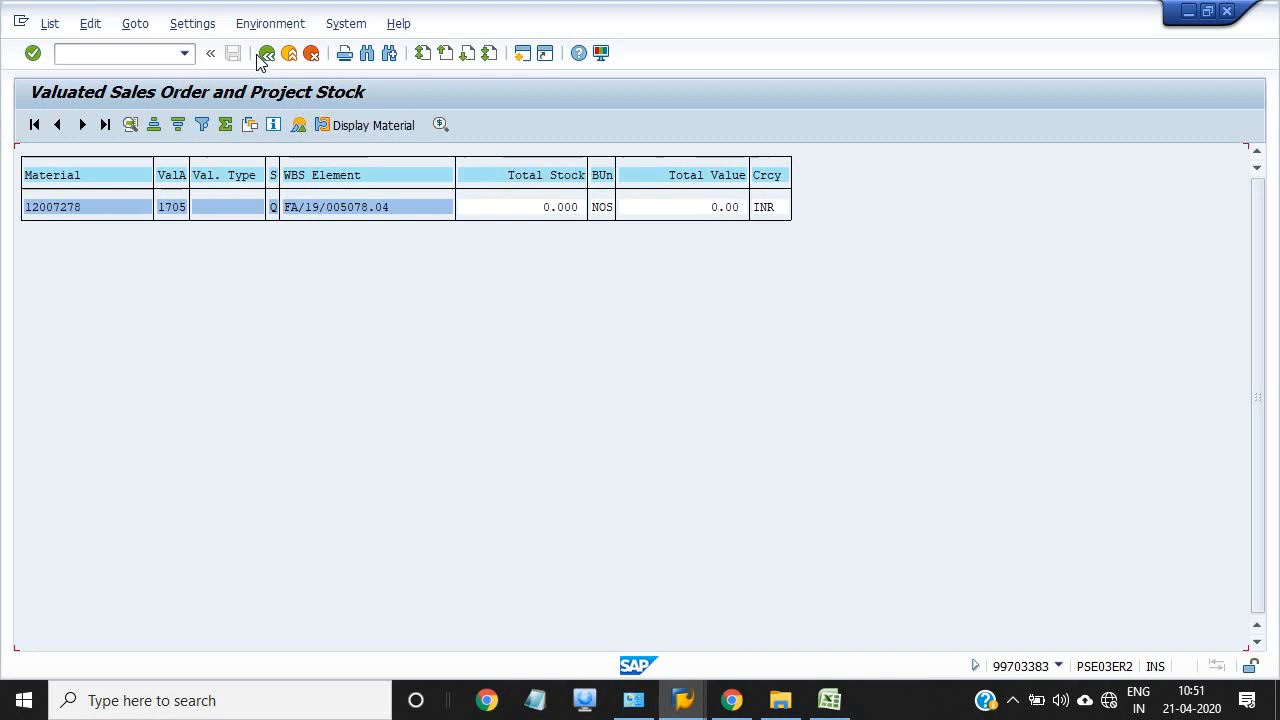 List Edit Goto Settings Environment System Help
Valuated Sales Order and Project Stock
Display Material
Material ValA Val. Type S WBS Element Total Stock BUn Total Value Crcy
12007278 1705 Q FA/19/005078.04 0.000 NOS 0.00 INR
SAP 99703383 PSE03ER2 INS
Type here to search
ENG 10:51
IN 21-04-2020